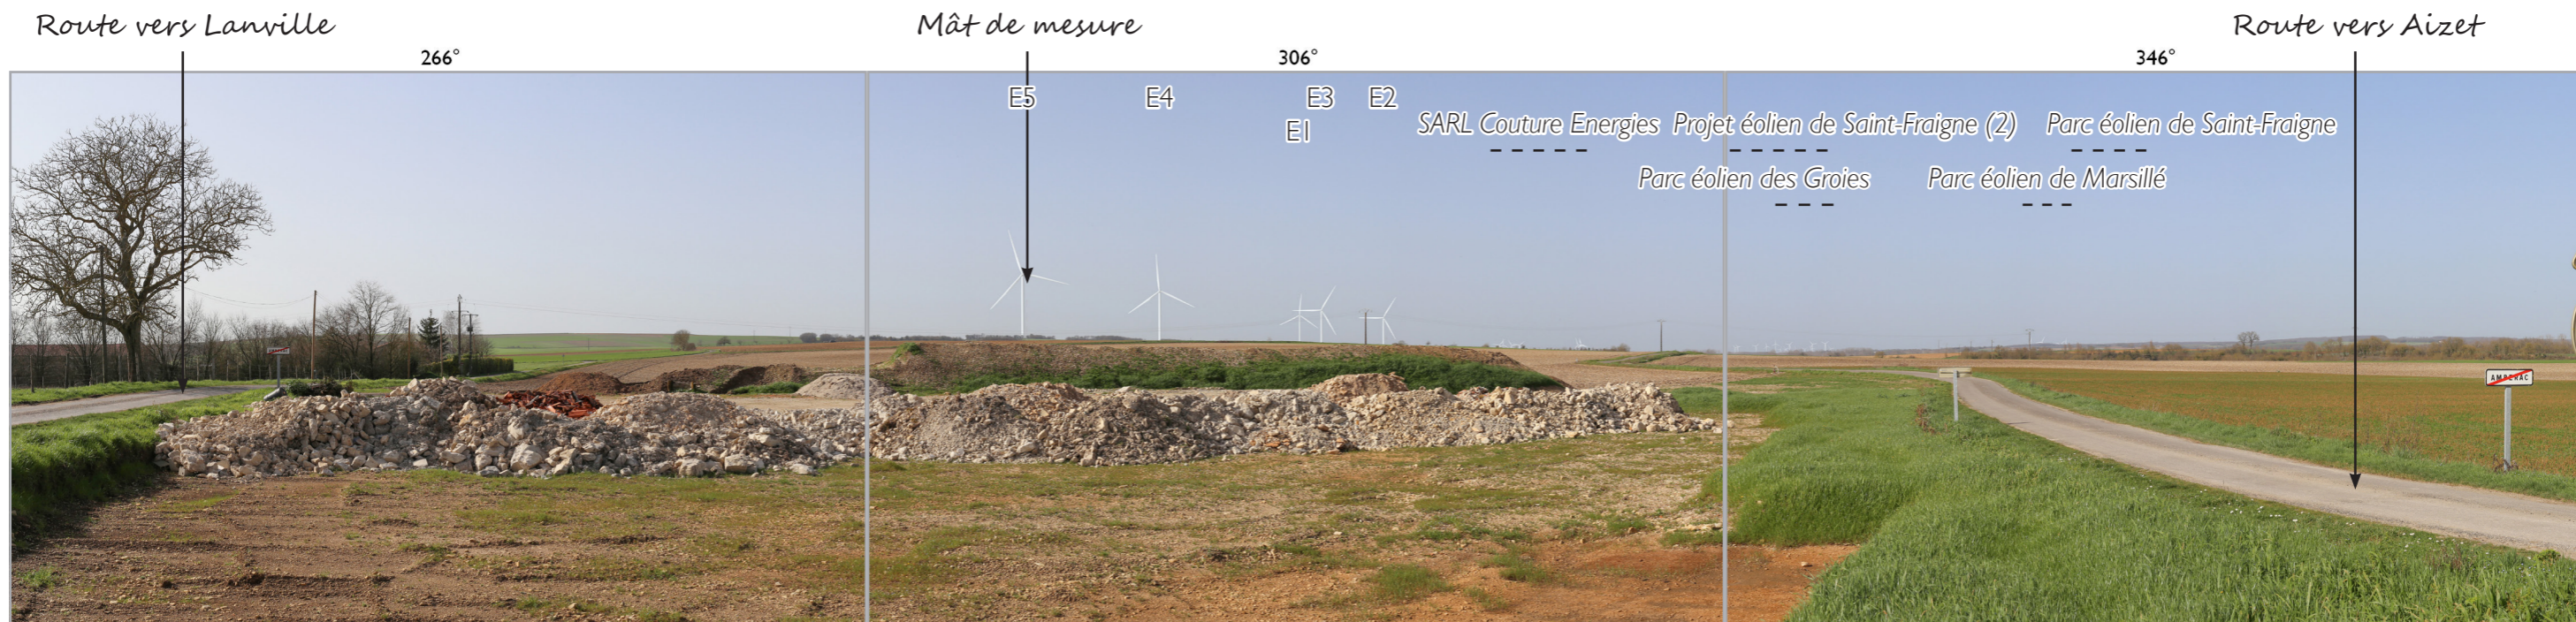 Route vers Lanville
Mât de mesure
Route vers Aizet
266°
306°
346°
E5
E4
E3
E2
E1
SARL Couture Energies
Projet éolien de Saint-Fraigne (2)
Parc éolien de Saint-Fraigne
Parc éolien des Groies
Parc éolien de Marsillé